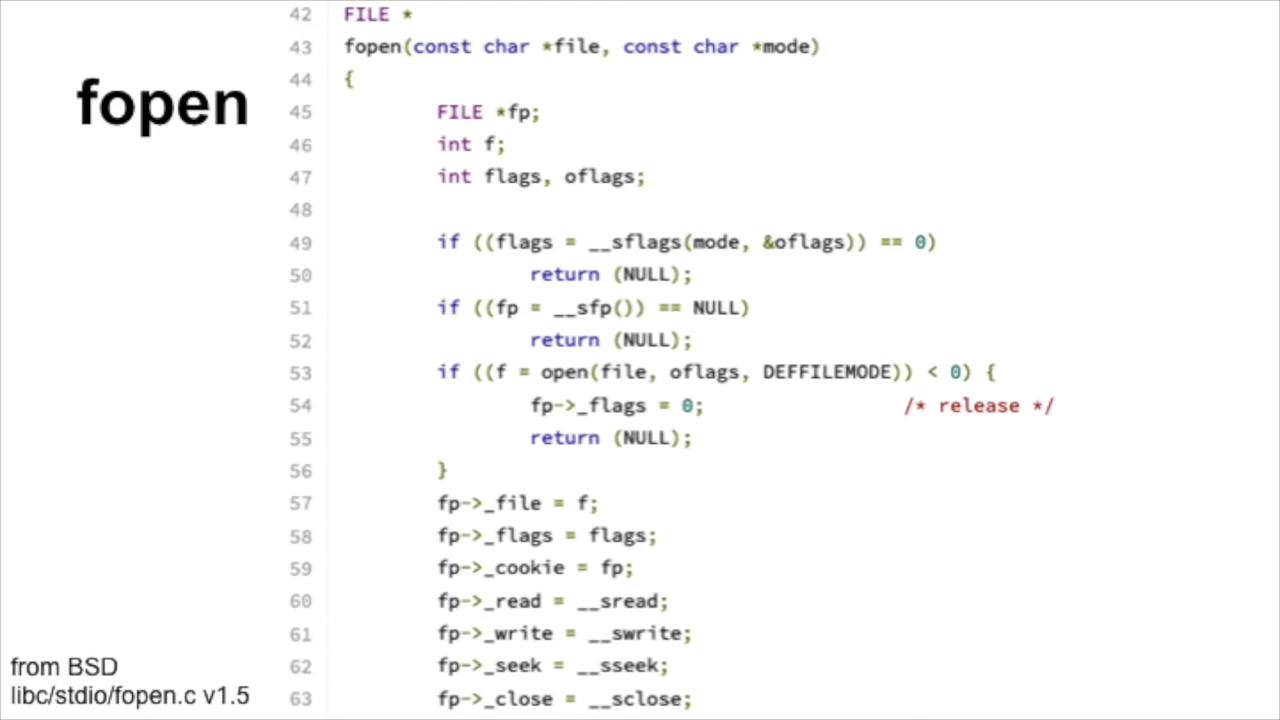 fopen
42 FILE *
43 fopen(const char *file, const char *mode)
44 {
45 FILE *fp;
46 int f;
47 int flags, oflags;
48
49 if ((flags = __sflags(mode, &oflags)) == 0)
50 return (NULL);
51 if ((fp = __sfp()) == NULL)
52 return (NULL);
53 if ((f = open(file, oflags, DEFFILEMODE)) < 0) {
54 fp->_flags = 0; /* release */
55 return (NULL);
56 }
57 fp->_file = f;
58 fp->_flags = flags;
59 fp->_cookie = fp;
60 fp->_read = __sread;
61 fp->_write = __swrite;
62 fp->_seek = __sseek;
63 fp->_close = __sclose;
from BSD
libc/stdio/fopen.c v1.5